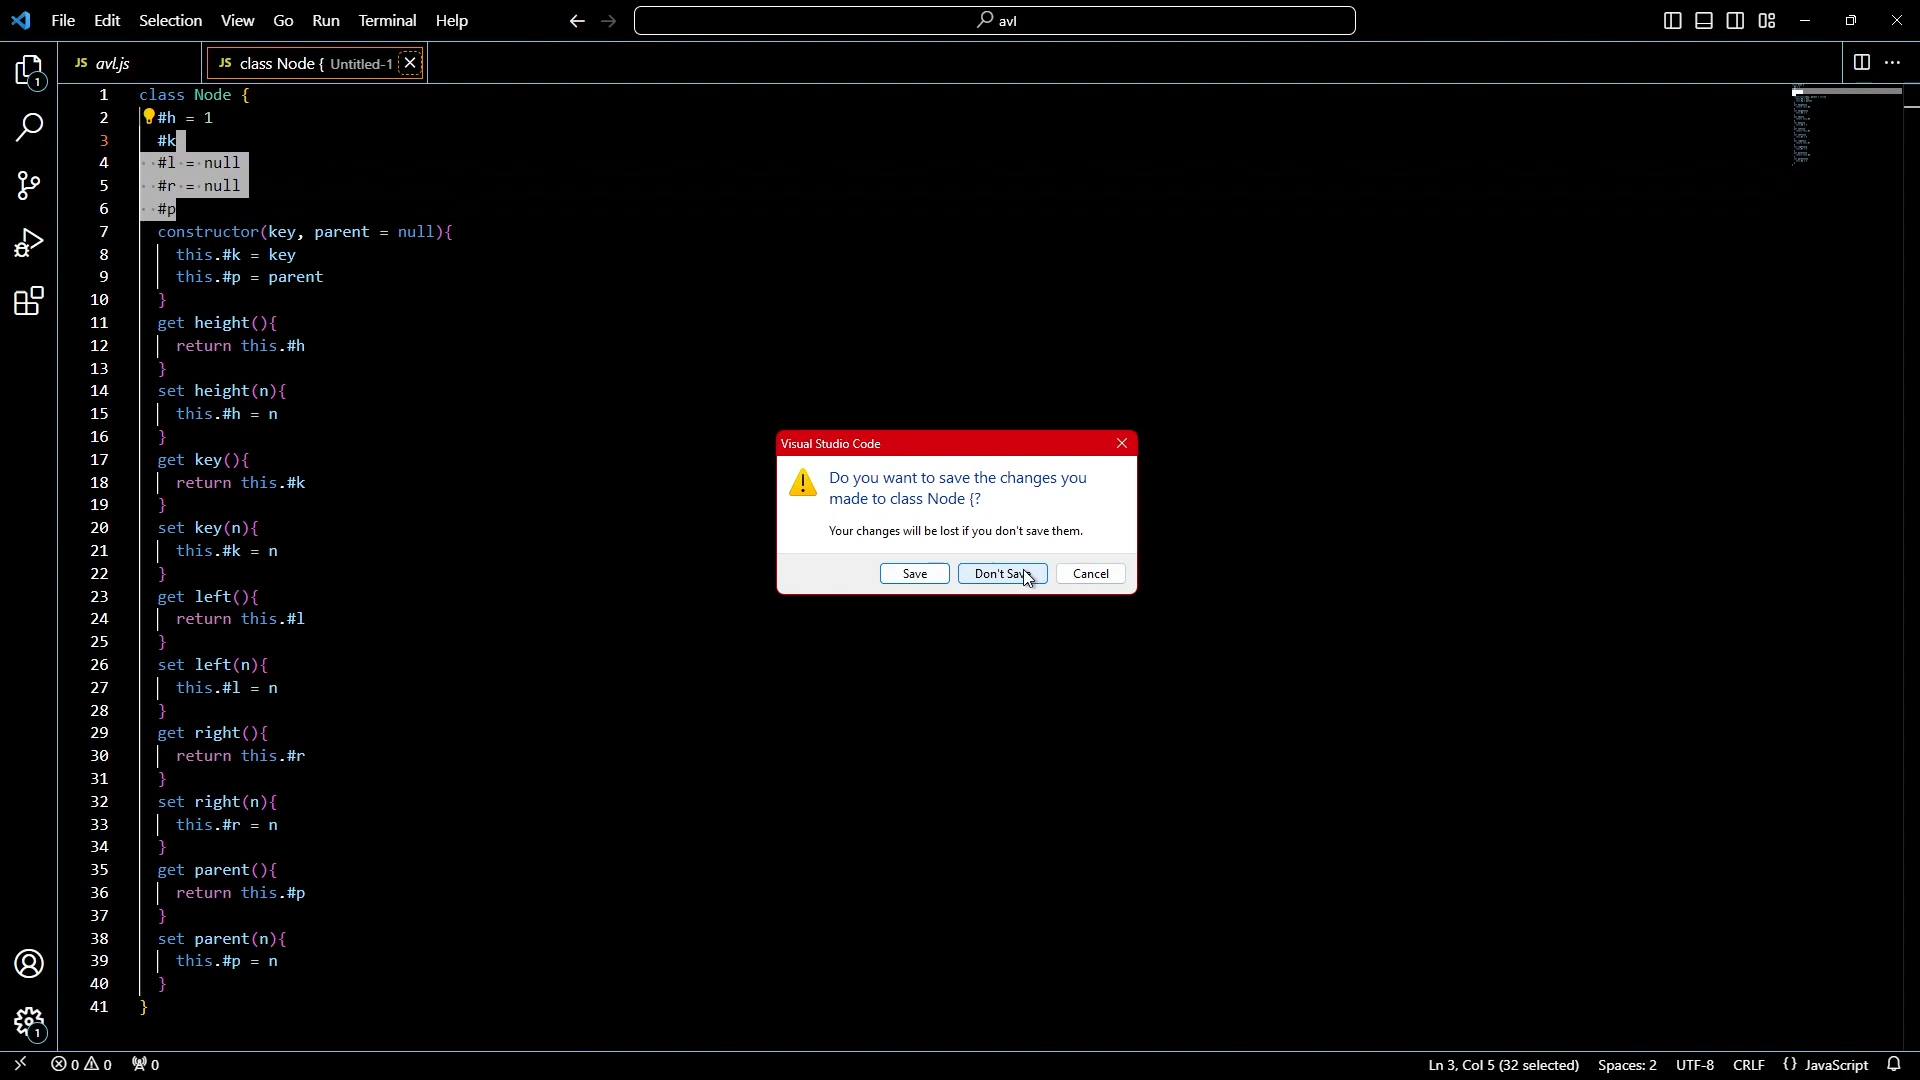 File Edit Selection View Go Run Terminal Help
avl
JS avl.js
JS class Node { Untitled-1
1 class Node {
2 #h = 1
3 #k
4 ··#l·=·null
5 ··#r·=·null
6 ··#p
7 constructor(key, parent = null){
8 this.#k = key
9 this.#p = parent
10 }
11 get height(){
12 return this.#h
13 }
14 set height(n){
15 this.#h = n
16 }
17 get key(){
18 return this.#k
19 }
20 set key(n){
21 this.#k = n
22 }
23 get left(){
24 return this.#l
25 }
26 set left(n){
27 this.#l = n
28 }
29 get right(){
30 return this.#r
31 }
32 set right(n){
33 this.#r = n
34 }
35 get parent(){
36 return this.#p
37 }
38 set parent(n){
39 this.#p = n
40 }
41 }
Visual Studio Code
Do you want to save the changes you
made to class Node {?
Your changes will be lost if you don't save them.
Save Don't Save Cancel
1
1
0 0 0
Ln 3, Col 5 (32 selected) Spaces: 2 UTF-8 CRLF {} JavaScript